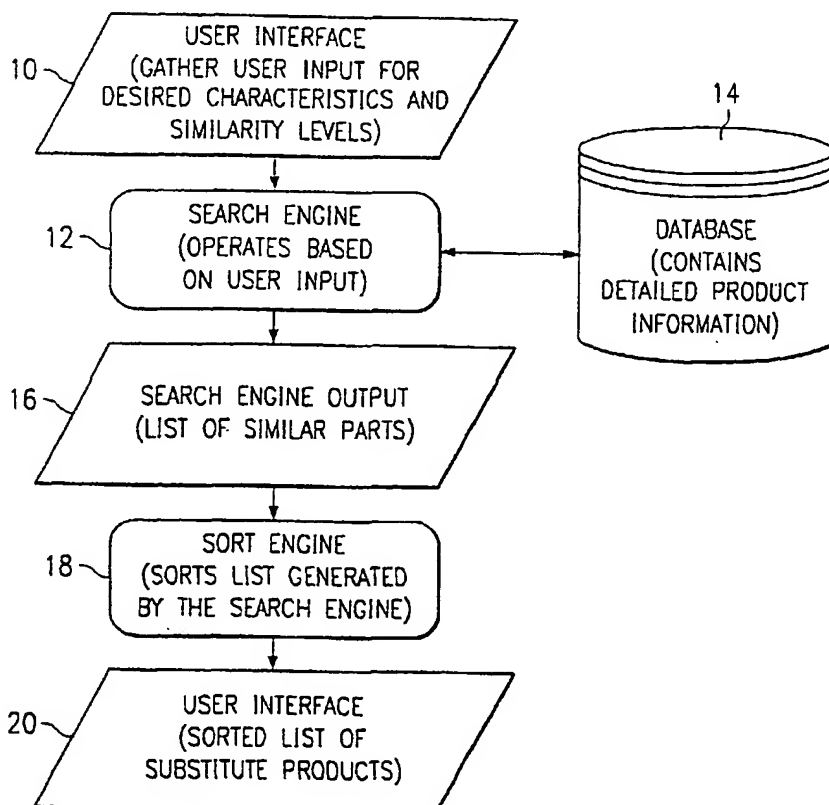 10
USER INTERFACE
(GATHER USER INPUT FOR
DESIRED CHARACTERISTICS AND
SIMILARITY LEVELS)
14
12
SEARCH ENGINE
(OPERATES BASED
ON USER INPUT)
DATABASE
(CONTAINS
DETAILED PRODUCT
INFORMATION)
16
SEARCH ENGINE OUTPUT
(LIST OF SIMILAR PARTS)
18
SORT ENGINE
(SORTS LIST GENERATED
BY THE SEARCH ENGINE)
20
USER INTERFACE
(SORTED LIST OF
SUBSTITUTE PRODUCTS)